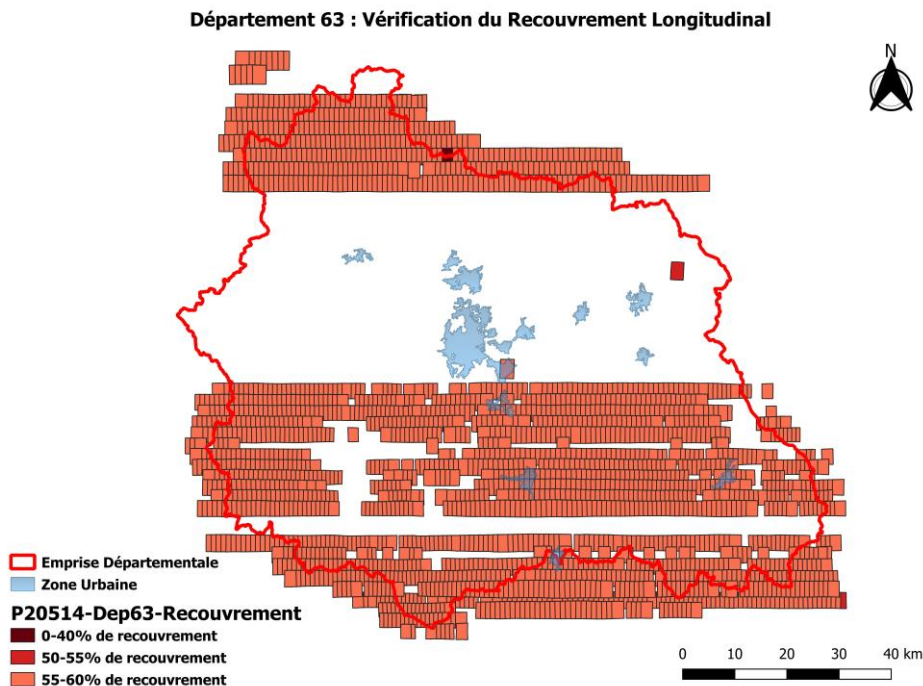 Département 63 : Vérification du Recouvrement Longitudinal
N
Emprise Départementale
Zone Urbaine
P20514-Dep63-Recouvrement
0-40% de recouvrement
50-55% de recouvrement
55-60% de recouvrement
0 10 20 30 40 km